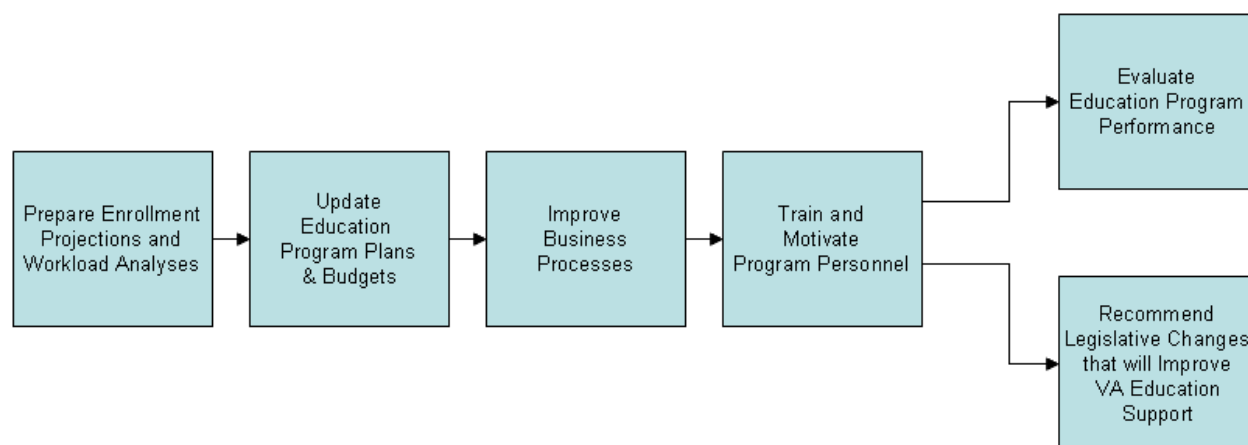 Prepare Enrollment
Projections and
Workload Analyses
Update
Education
Program Plans
& Budgets
Improve
Business
Processes
Train and
Motivate
Program Personnel
Evaluate
Education Program
Performance
Recommend
Legislative Changes
that will Improve
VA Education
Support